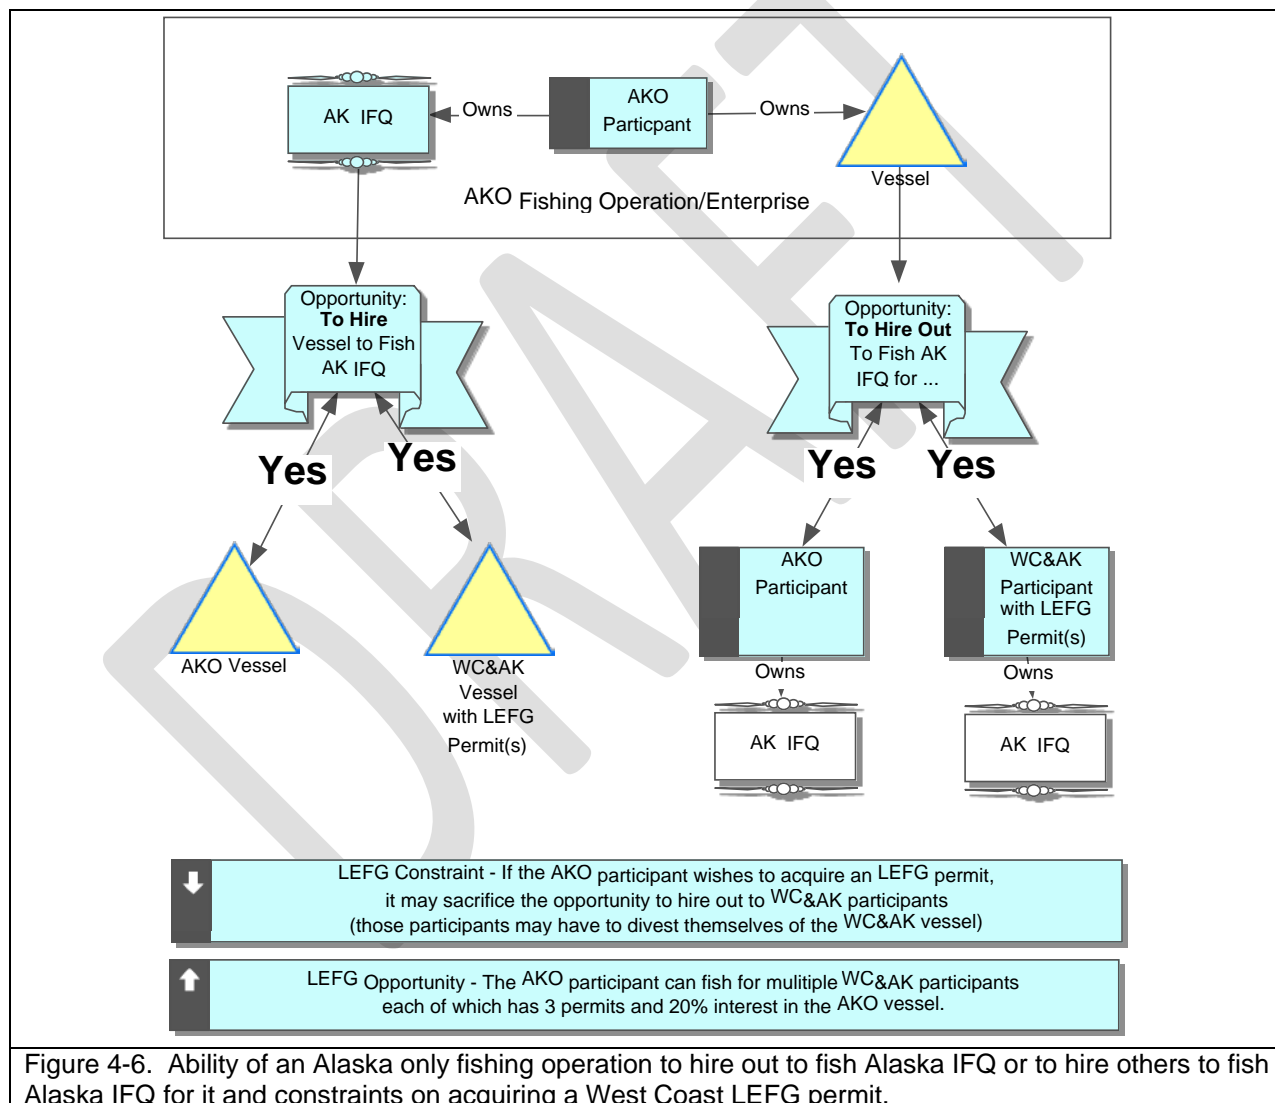 AK IFQ
Owns
AKO
Particpant
Owns
Vessel
AKO Fishing Operation/Enterprise
Opportunity:
To Hire
Vessel to Fish
AK IFQ
Opportunity:
To Hire Out
To Fish AK
IFQ for ...
Yes
Yes
Yes
Yes
AKO Vessel
WC&AK
Vessel
with LEFG
Permit(s)
AKO
Participant
WC&AK
Participant
with LEFG
Permit(s)
Owns
Owns
AK IFQ
AK IFQ
LEFG Constraint - If the AKO participant wishes to acquire an LEFG permit,
it may sacrifice the opportunity to hire out to WC&AK participants
(those participants may have to divest themselves of the WC&AK vessel)
LEFG Opportunity - The AKO participant can fish for mulitiple WC&AK participants
each of which has 3 permits and 20% interest in the AKO vessel.
Figure 4-6. Ability of an Alaska only fishing operation to hire out to fish Alaska IFQ or to hire others to fish
Alaska IFQ for it and constraints on acquiring a West Coast LEFG permit.
DRAFT